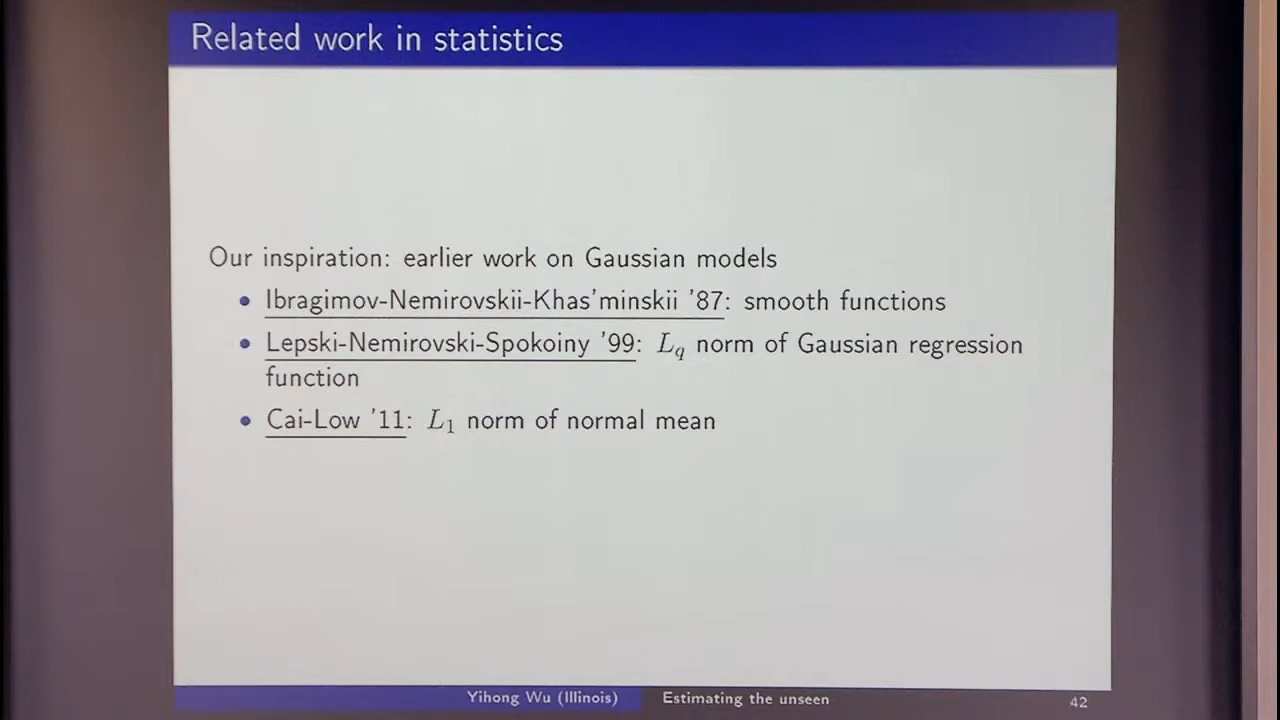 Related work in statistics
Our inspiration: earlier work on Gaussian models
• Ibragimov-Nemirovskii-Khas'minskii '87: smooth functions
• Lepski-Nemirovski-Spokoiny '99: L_q norm of Gaussian regression
function
• Cai-Low '11: L_1 norm of normal mean
Yihong Wu (Illinois) Estimating the unseen 42